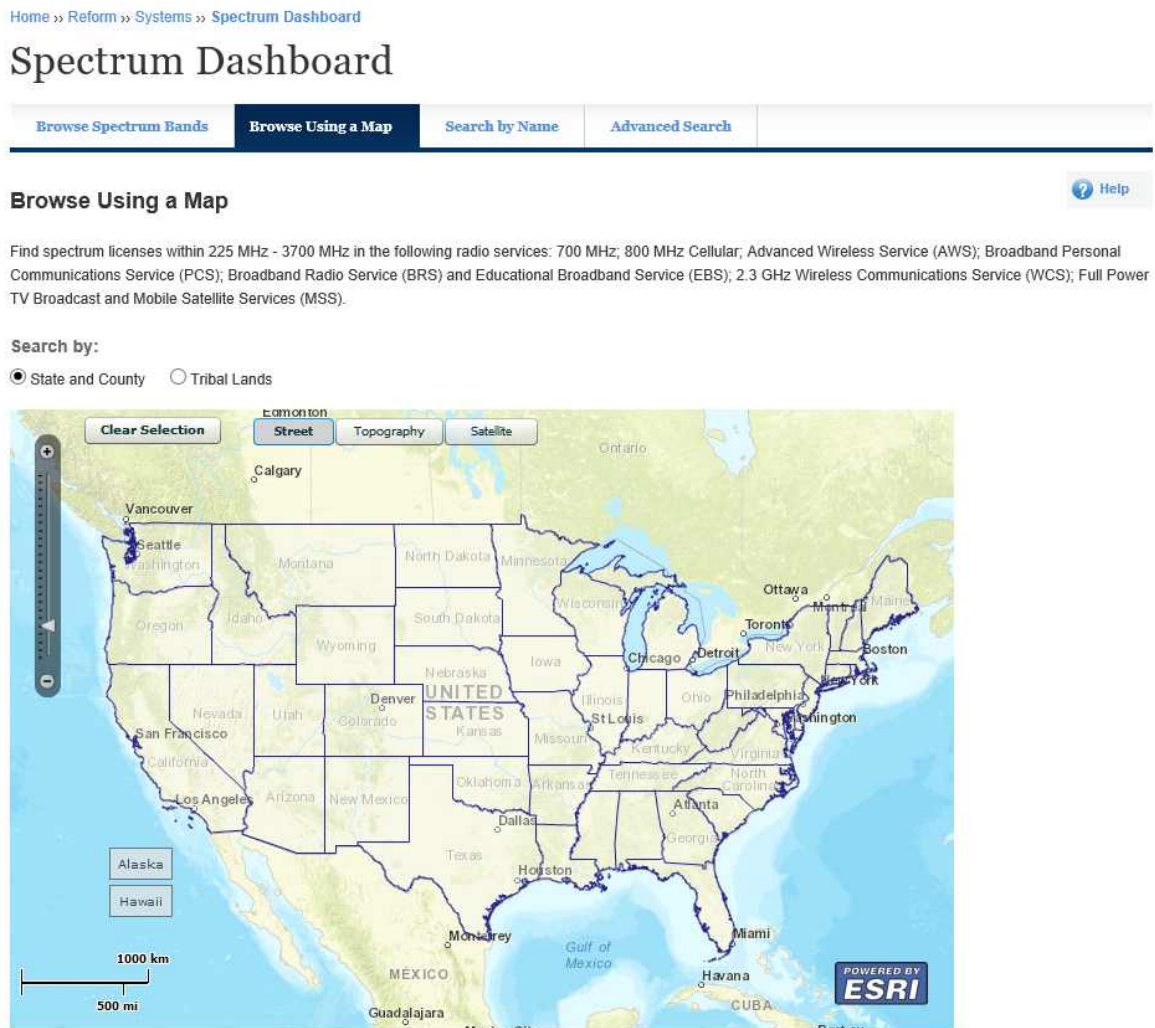 Home ›› Reform ›› Systems ›› Spectrum Dashboard
Spectrum Dashboard
Browse Spectrum Bands Browse Using a Map Search by Name Advanced Search
Help
Browse Using a Map
Find spectrum licenses within 225 MHz - 3700 MHz in the following radio services: 700 MHz; 800 MHz Cellular; Advanced Wireless Service (AWS); Broadband Personal
Communications Service (PCS); Broadband Radio Service (BRS) and Educational Broadband Service (EBS); 2.3 GHz Wireless Communications Service (WCS); Full Power
TV Broadcast and Mobile Satellite Services (MSS).
Search by:
State and County Tribal Lands
Edmonton
Clear Selection Street Topography Satellite
Ontario
Calgary
Vancouver
Seattle
Washington
Montana
North Dakota
Minnesota
Ottawa
Montréal
Maine
Oregon
Idaho
South Dakota
Wisconsin
Toronto
Wyoming
New York
Boston
Iowa
Chicago
Detroit
Nebraska
New York
UNITED
STATES
Denver
Illinois
Ohio
Philadelphia
Nevada
Utah
Colorado
Kansas
St Louis
Washington
San Francisco
Missouri
Kentucky
Virginia
California
Oklahoma
Arkansas
Tennessee
North
Carolina
Los Angeles
Arizona
New Mexico
Atlanta
Dallas
Georgia
Texas
Alaska
Houston
Hawaii
Monterrey
Miami
Gulf of
Mexico
1000 km
MÉXICO
Havana
POWERED BY
ESRI
500 mi
CUBA
Guadalajara